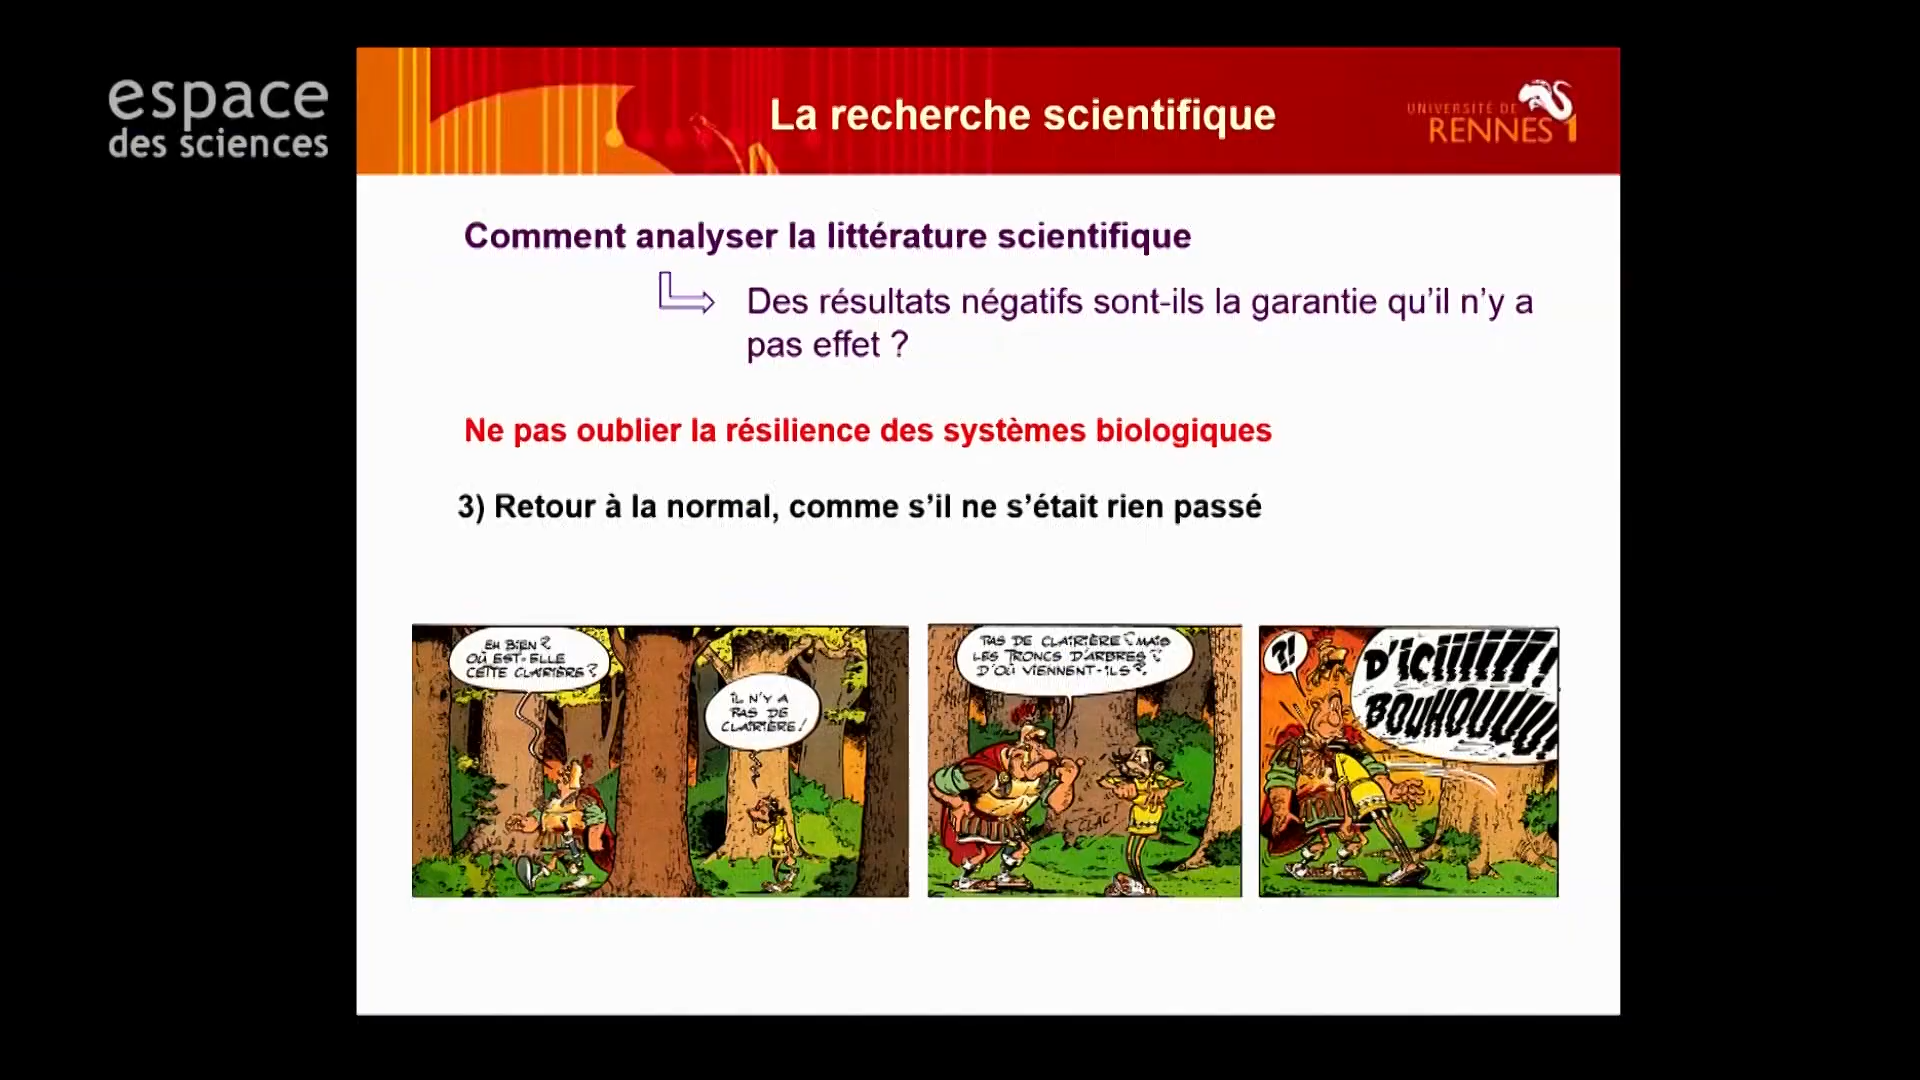 espace
des sciences
La recherche scientifique
UNIVERSITÉ DE
RENNES 1
Comment analyser la littérature scientifique
Des résultats négatifs sont-ils la garantie qu’il n’y a
pas effet ?
Ne pas oublier la résilience des systèmes biologiques
3) Retour à la normal, comme s’il ne s’était rien passé
EH BIEN ?
OÙ EST-ELLE
CETTE CLAIRIÈRE ?
IL N'Y A
PAS DE
CLAIRIÈRE !
PAS DE CLAIRIÈRE ? MAIS
LES TRONCS D'ARBRES ?
D'OÙ VIENNENT-ILS ?
CLAC
?!
D'ICIIIIIII !
BOUHOUUUU !